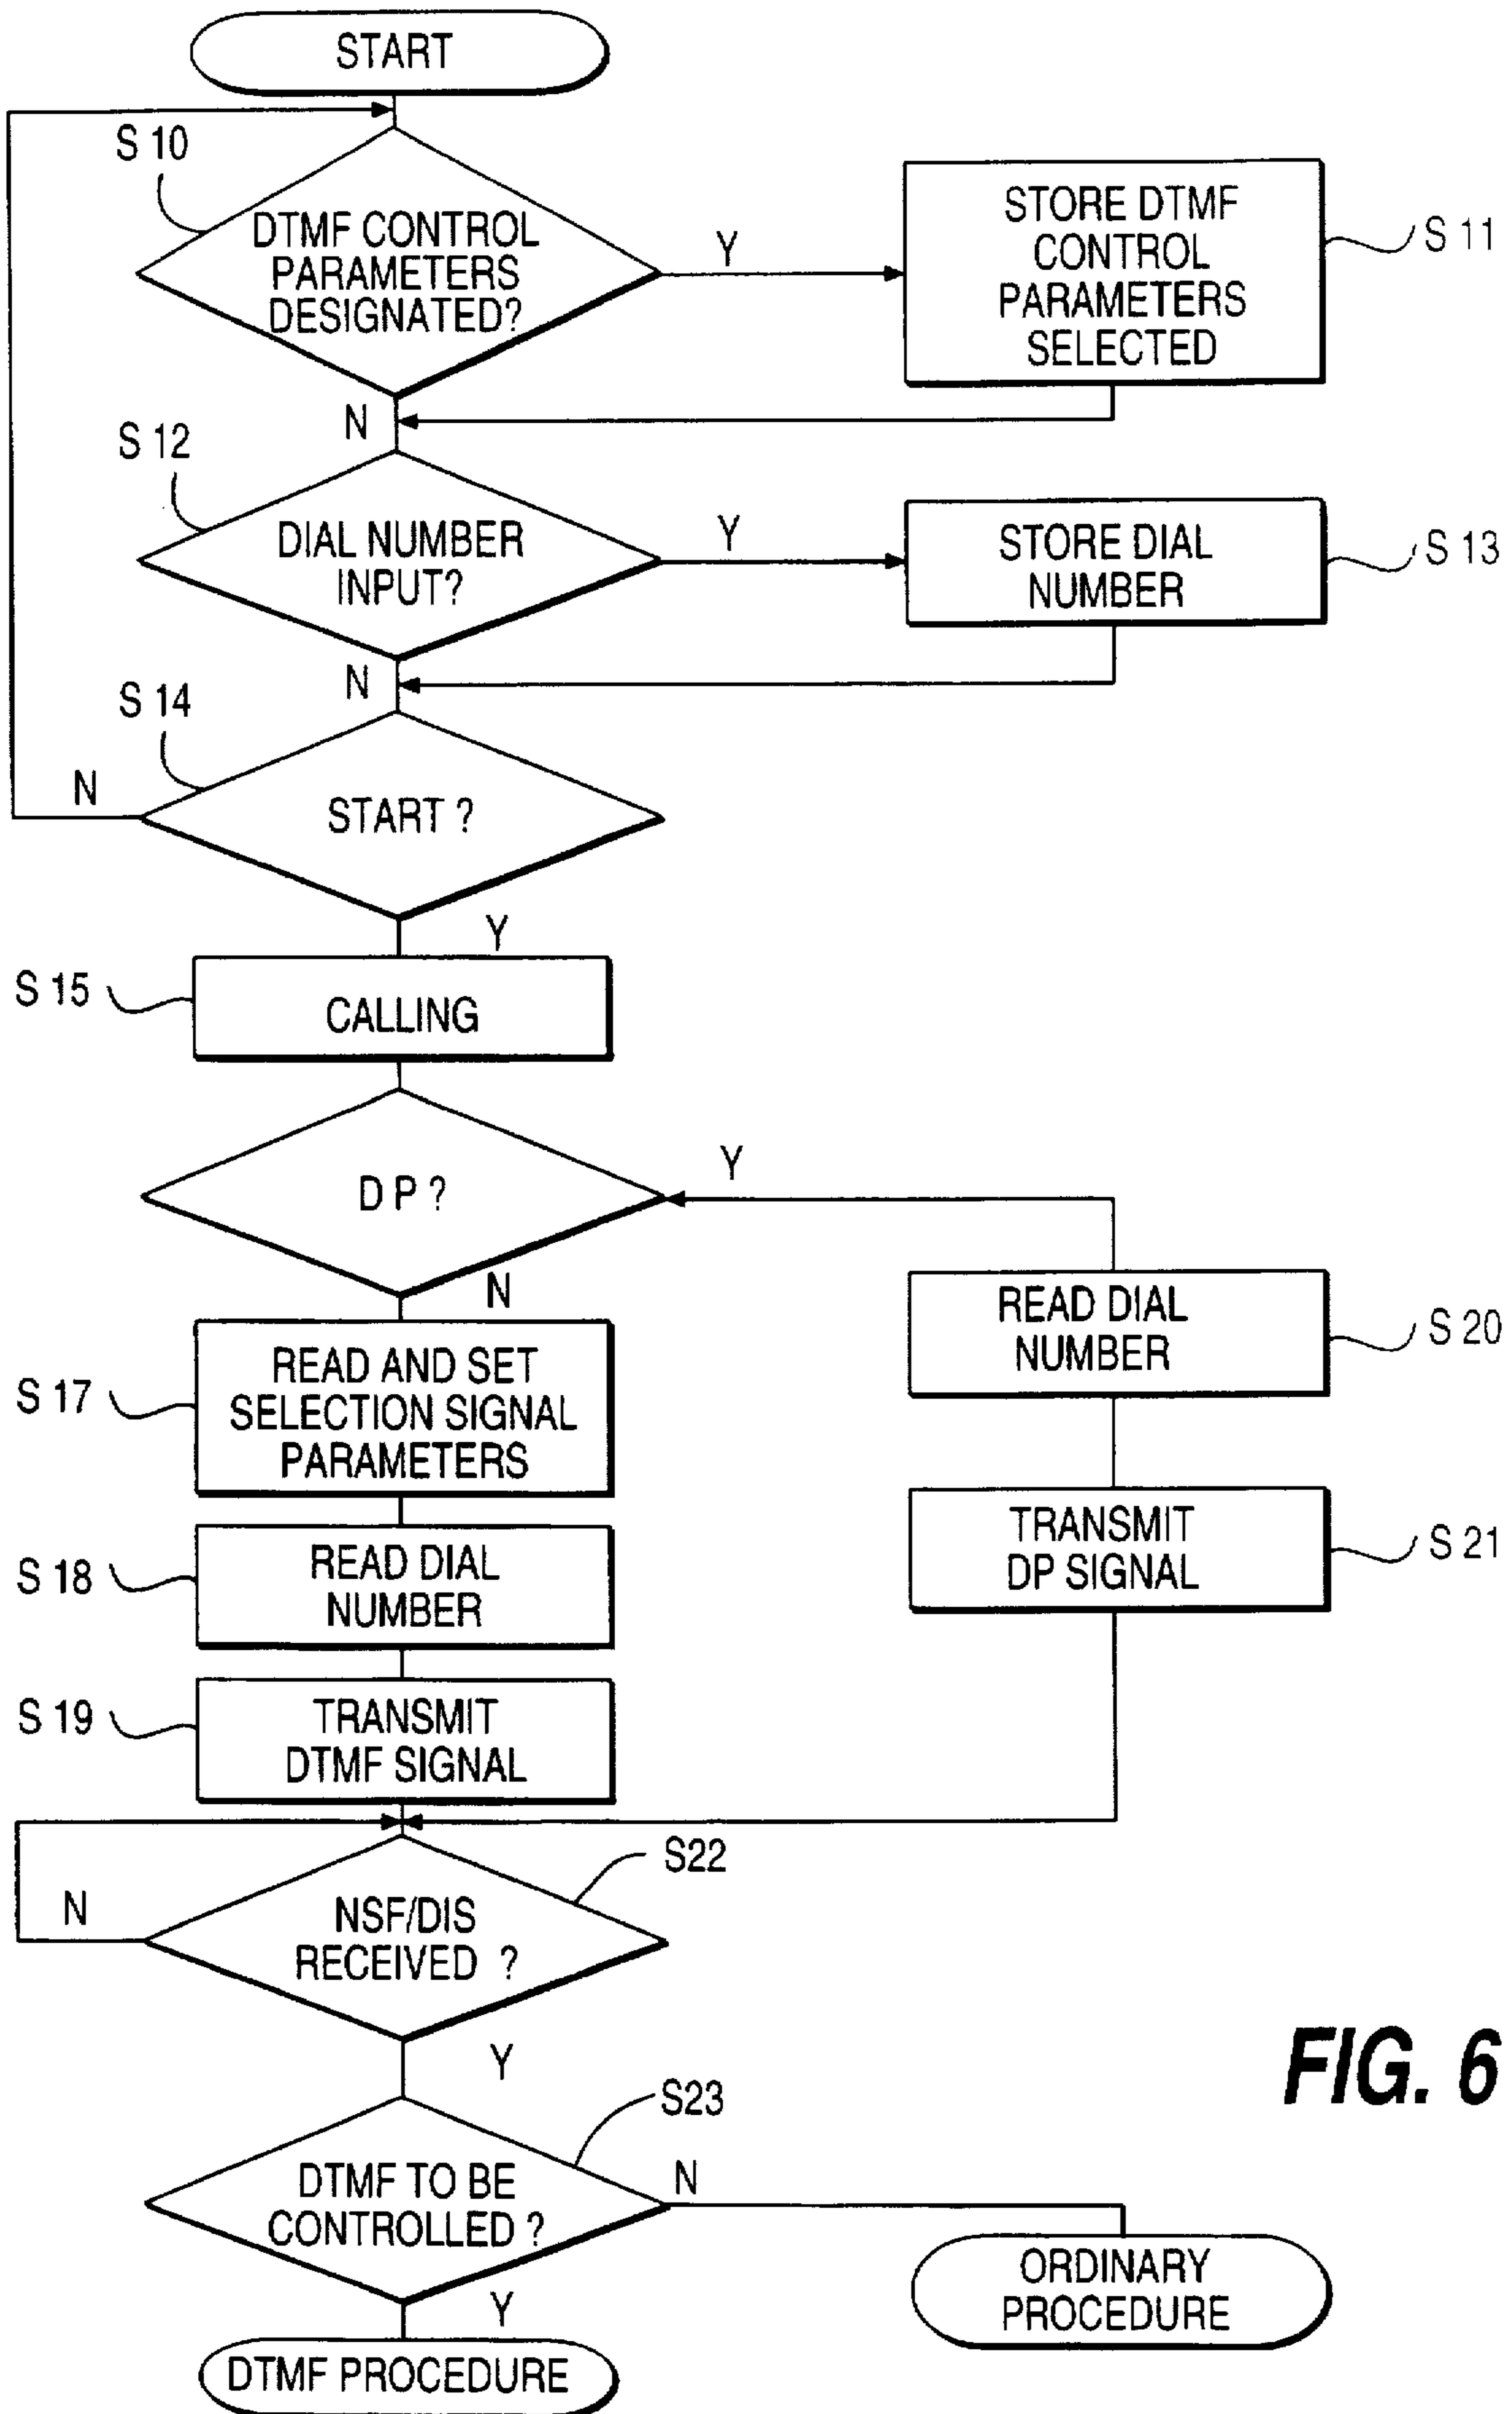 START
S 10
DTMF CONTROL
PARAMETERS
DESIGNATED?
Y
STORE DTMF
CONTROL
PARAMETERS
SELECTED
S 11
N
S 12
DIAL NUMBER
INPUT?
Y
STORE DIAL
NUMBER
S 13
N
S 14
N
START ?
Y
S 15
CALLING
D P ?
Y
N
READ DIAL
NUMBER
S 20
S 17
READ AND SET
SELECTION SIGNAL
PARAMETERS
TRANSMIT
DP SIGNAL
S 21
S 18
READ DIAL
NUMBER
S 19
TRANSMIT
DTMF SIGNAL
S22
N
NSF/DIS
RECEIVED ?
Y
FIG. 6
S23
DTMF TO BE
CONTROLLED ?
N
ORDINARY
PROCEDURE
Y
DTMF PROCEDURE